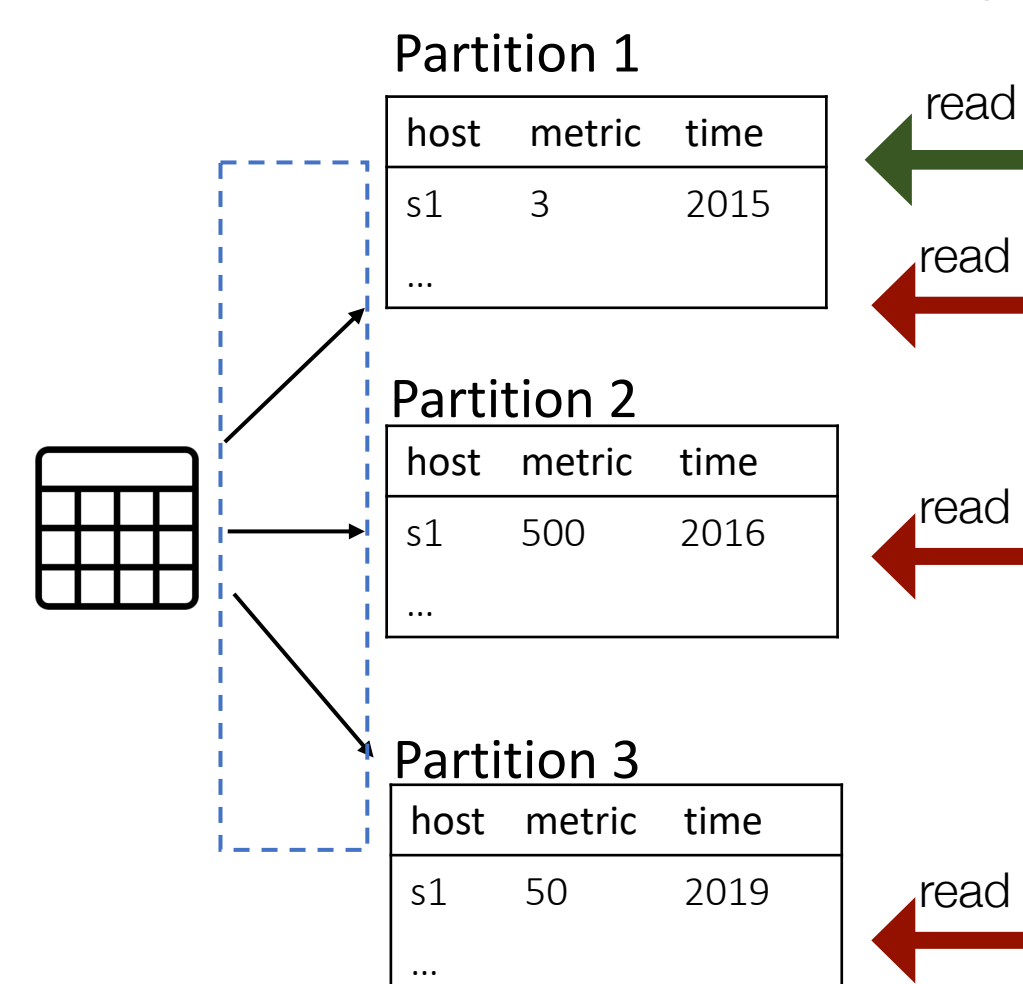 Partition 1
read
host metric time
s1 3 2015
read
...
Partition 2
host metric time
read
s1 500 2016
...
Partition 3
host metric time
s1 50 2019
read
...